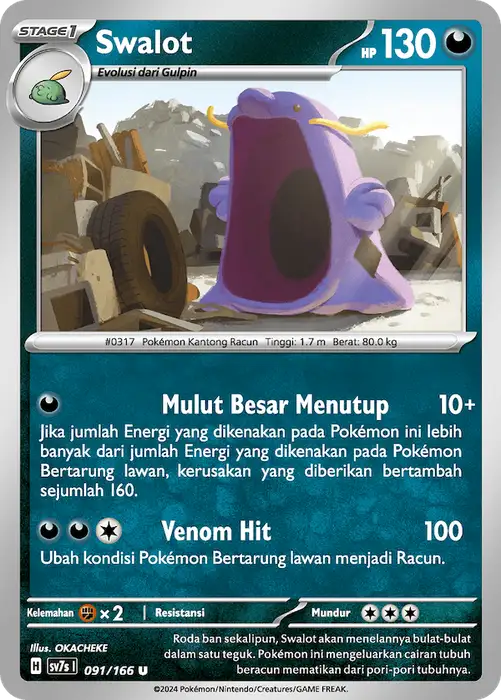 STAGE1 Swalot HP 130
Evolusi dari Gulpin
#0317 Pokémon Kantong Racun Tinggi: 1.7 m Berat: 80.0 kg
Mulut Besar Menutup 10+
Jika jumlah Energi yang dikenakan pada Pokémon ini lebih
banyak dari jumlah Energi yang dikenakan pada Pokémon
Bertarung lawan, kerusakan yang diberikan bertambah
sejumlah 160.
Venom Hit 100
Ubah kondisi Pokémon Bertarung lawan menjadi Racun.
Kelemahan ×2 Resistansi Mundur
Illus. OKACHEKE
H sv7s I 091/166 U
Roda ban sekalipun, Swalot akan menelannya bulat-bulat
dalam satu teguk. Pokémon ini mengeluarkan cairan tubuh
beracun mematikan dari pori-pori tubuhnya.
©2024 Pokémon/Nintendo/Creatures/GAME FREAK.